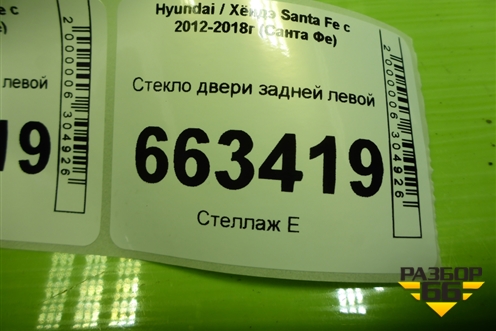 Hyundai / Хёндэ Santa Fe с
2012-2018г (Санта Фе)
Стекло двери задней левой
663419
Стеллаж Е
2000006304926
левой
19
2000006304926
РАЗБОР
66